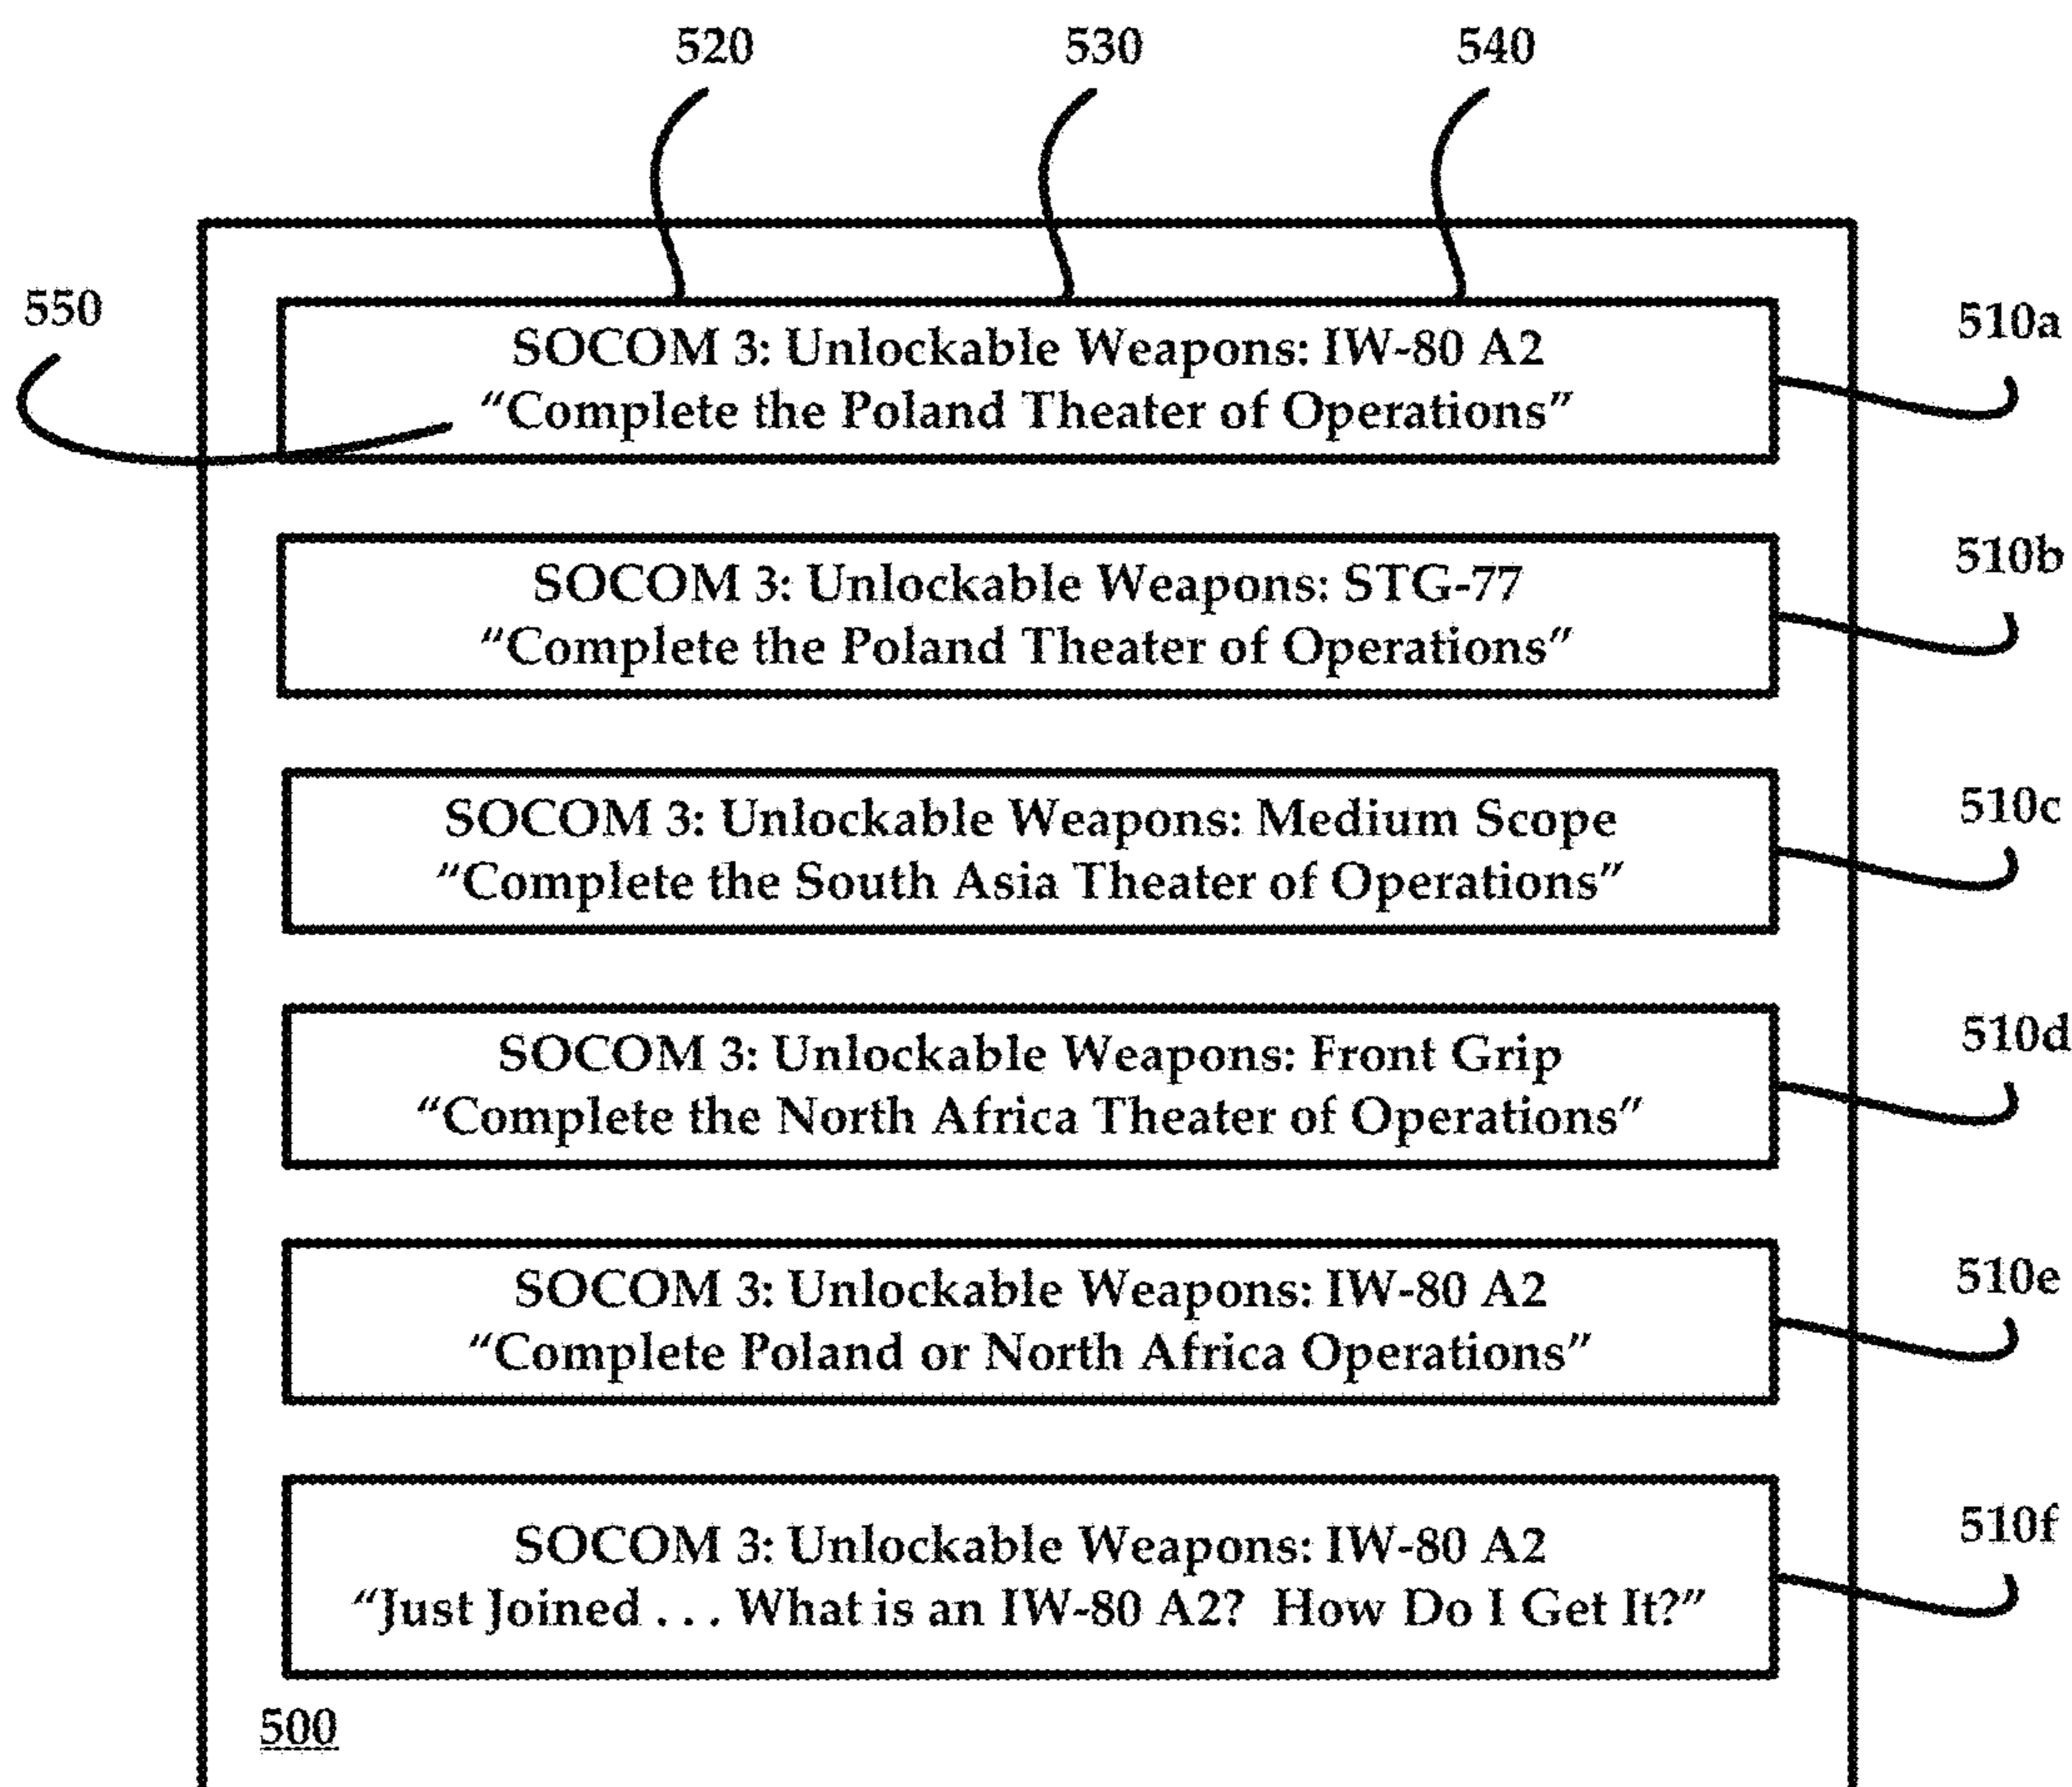 520 530 540
550
SOCOM 3: Unlockable Weapons: IW-80 A2
"Complete the Poland Theater of Operations"
510a
SOCOM 3: Unlockable Weapons: STG-77
"Complete the Poland Theater of Operations"
510b
SOCOM 3: Unlockable Weapons: Medium Scope
"Complete the South Asia Theater of Operations"
510c
SOCOM 3: Unlockable Weapons: Front Grip
"Complete the North Africa Theater of Operations"
510d
SOCOM 3: Unlockable Weapons: IW-80 A2
"Complete Poland or North Africa Operations"
510e
SOCOM 3: Unlockable Weapons: IW-80 A2
"Just Joined . . . What is an IW-80 A2? How Do I Get It?"
510f
500